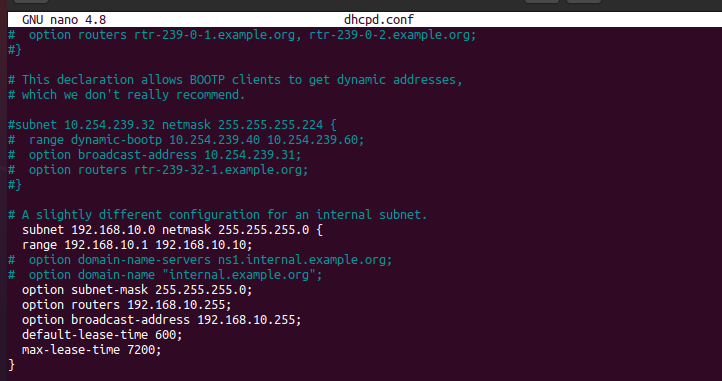 GNU nano 4.8 dhcpd.conf
#  option routers rtr-239-0-1.example.org, rtr-239-0-2.example.org;
#}
# This declaration allows BOOTP clients to get dynamic addresses,
# which we don't really recommend.
#subnet 10.254.239.32 netmask 255.255.255.224 {
#  range dynamic-bootp 10.254.239.40 10.254.239.60;
#  option broadcast-address 10.254.239.31;
#  option routers rtr-239-32-1.example.org;
#}
# A slightly different configuration for an internal subnet.
  subnet 192.168.10.0 netmask 255.255.255.0 {
  range 192.168.10.1 192.168.10.10;
#  option domain-name-servers ns1.internal.example.org;
#  option domain-name "internal.example.org";
  option subnet-mask 255.255.255.0;
  option routers 192.168.10.255;
  option broadcast-address 192.168.10.255;
  default-lease-time 600;
  max-lease-time 7200;
}